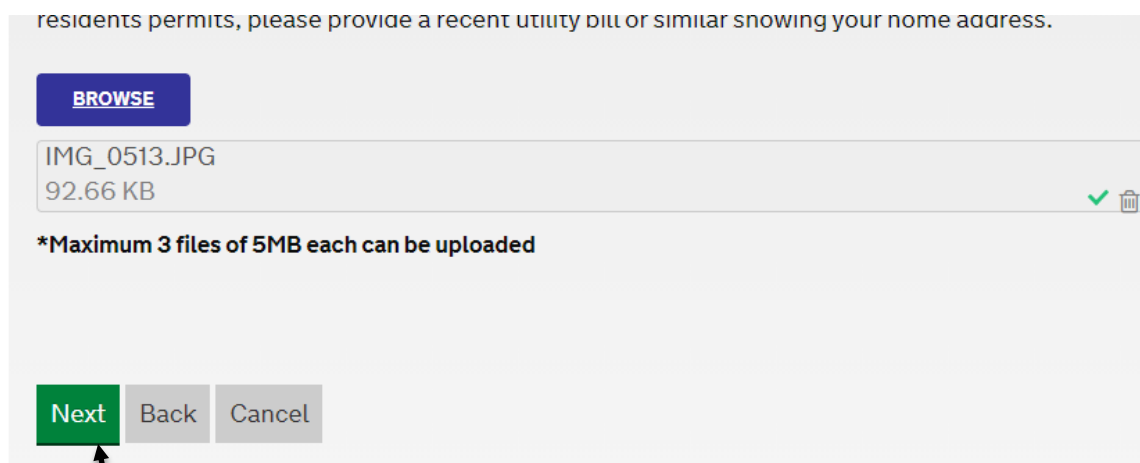 residents permits, please provide a recent utility bill or similar showing your home address.
BROWSE
IMG_0513.JPG
92.66 KB
*Maximum 3 files of 5MB each can be uploaded
Next Back Cancel